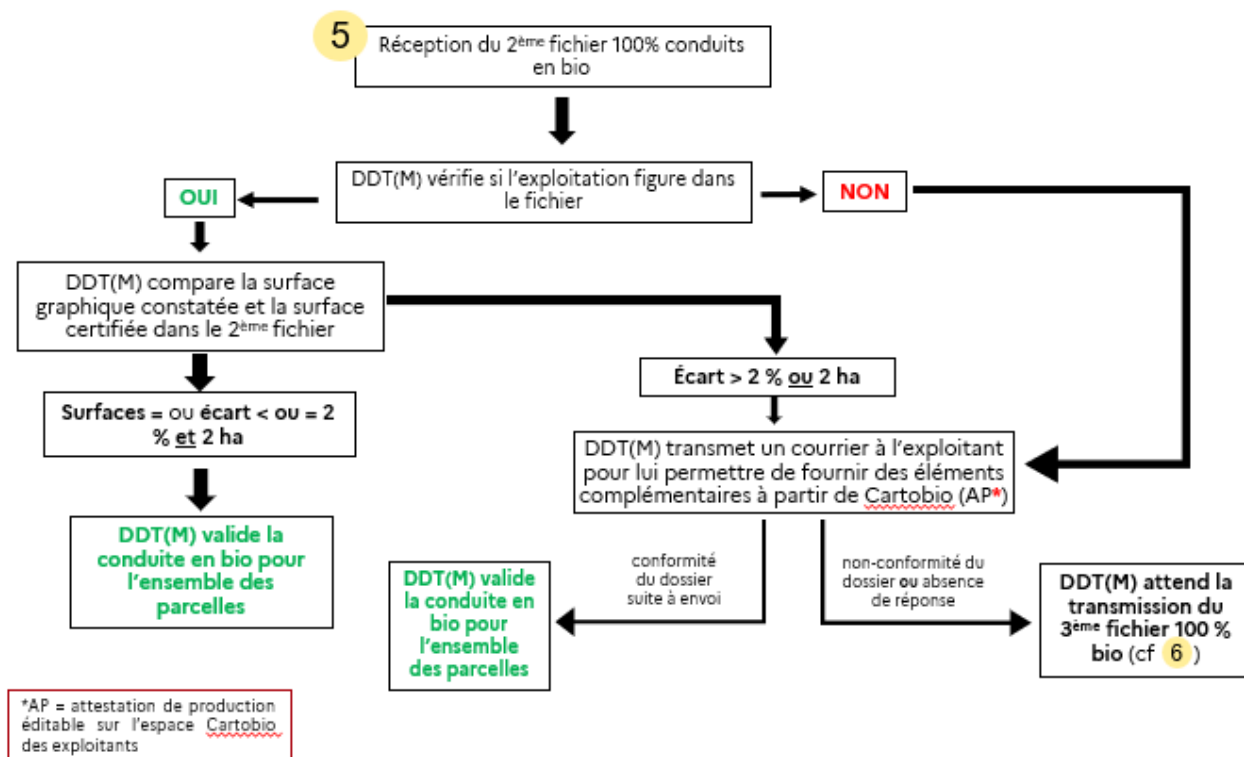 5
Réception du 2ème fichier 100% conduits
en bio
DDT(M) vérifie si l'exploitation figure dans
le fichier
OUI
NON
DDT(M) compare la surface
graphique constatée et la surface
certifiée dans le 2ème fichier
Écart > 2 % ou 2 ha
Surfaces = ou écart < ou = 2
% et 2 ha
DDT(M) transmet un courrier à l'exploitant
pour lui permettre de fournir des éléments
complémentaires à partir de Cartobio (AP*)
DDT(M) valide la
conduite en bio pour
l'ensemble des
parcelles
conformité
du dossier
suite à envoi
non-conformité du
dossier ou absence
de réponse
DDT(M) valide
la conduite en
bio pour
l'ensemble
des parcelles
DDT(M) attend la
transmission du
3ème fichier 100 %
bio (cf 6 )
*AP = attestation de production
éditable sur l'espace Cartobio
des exploitants